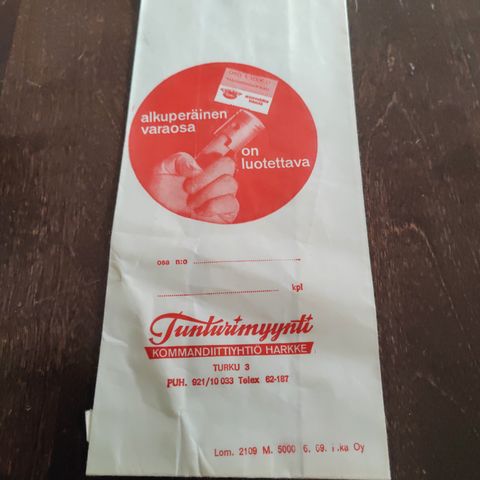 alkuperäinen
varaosa
on
luotettava
osa n:o
kpl
Tunturimyynti
KOMMANDIITTIYHTIÖ HARKKE
TURKU 3
PUH. 921/10 033 Telex 62-187
Lom. 2109 M. 5000 6. 69. Oy